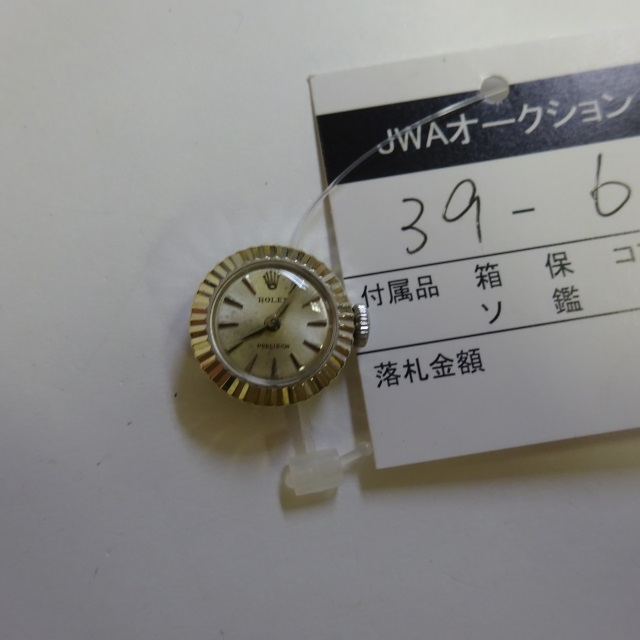 JWAオークション
39-6
付属品 箱 保 コ
ソ 鑑
落札金額
ROLEX
PRECISION